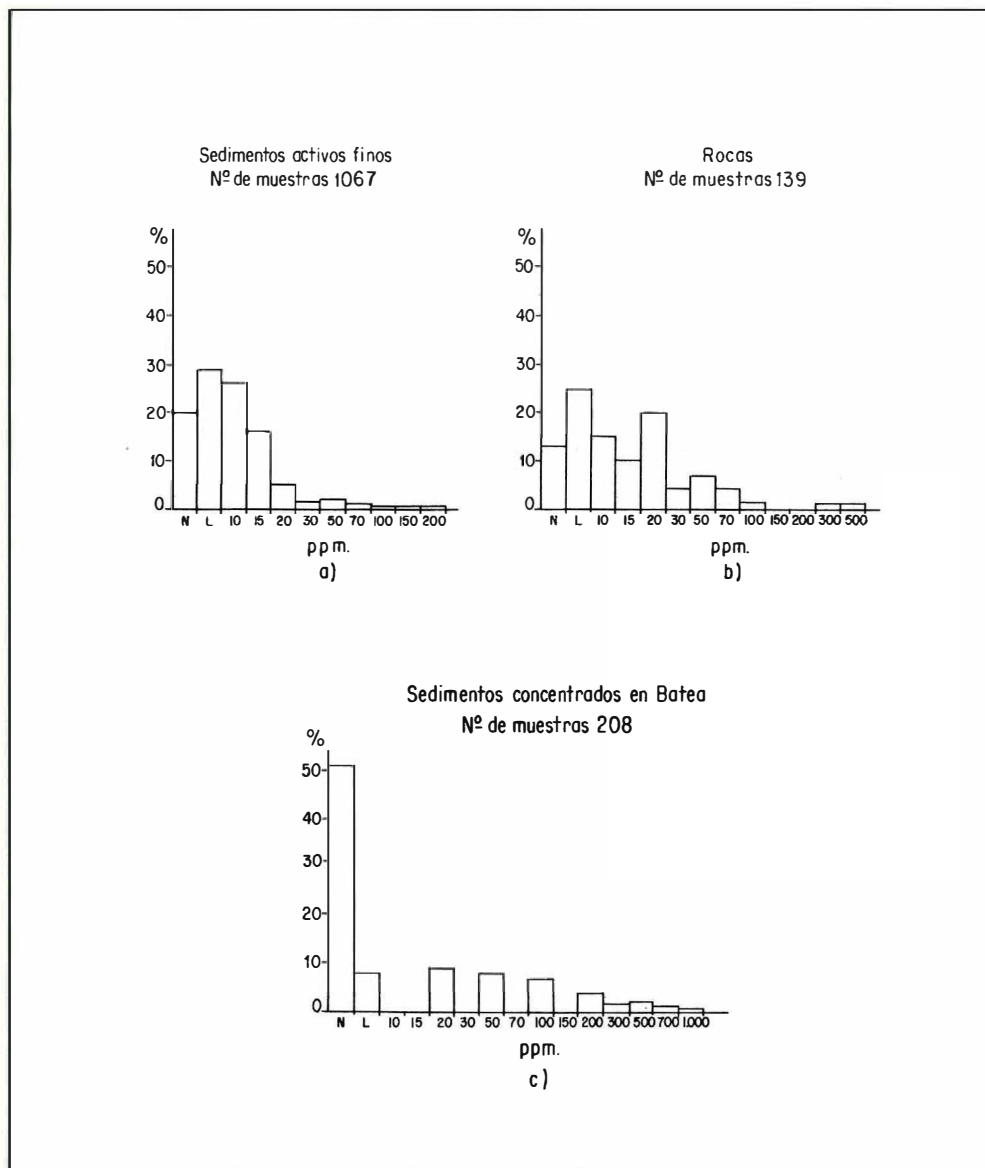 Sedimentos activos finos
Nº de muestras 1067
%
50
40
30
20
10
0
N L 10 15 20 30 50 70 100 150 200
ppm.
a)
Rocas
Nº de muestras 139
%
50
40
30
20
10
0
N L 10 15 20 30 50 70 100 150 200 300 500
ppm.
b)
Sedimentos concentrados en Batea
Nº de muestras 208
%
50
40
30
20
10
0
N L 10 15 20 30 50 70 100 150 200 300 500 700 1.000
ppm.
c)